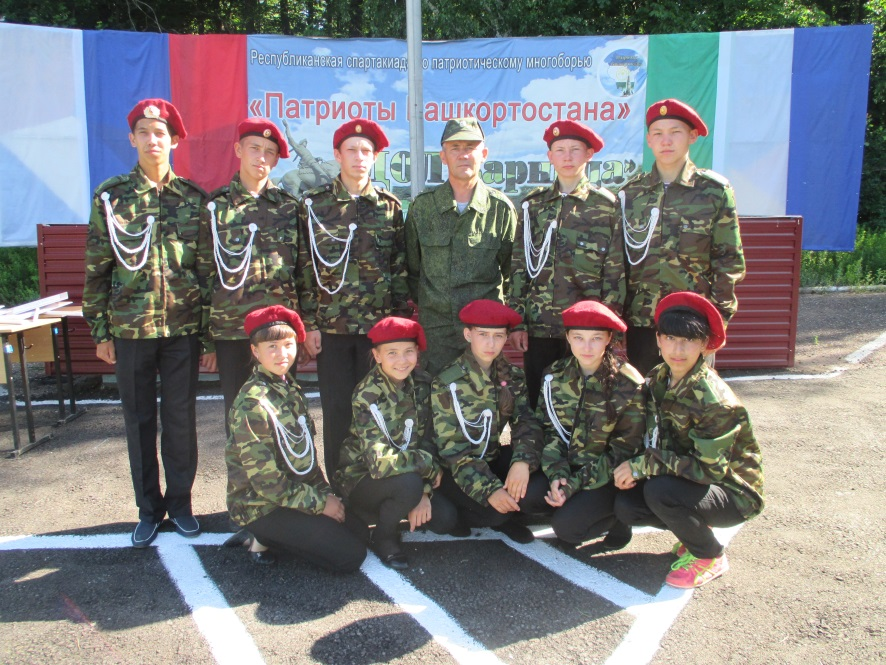 Республиканская спартакиада по патриотическому многоборью
«Патриоты Башкортостана»